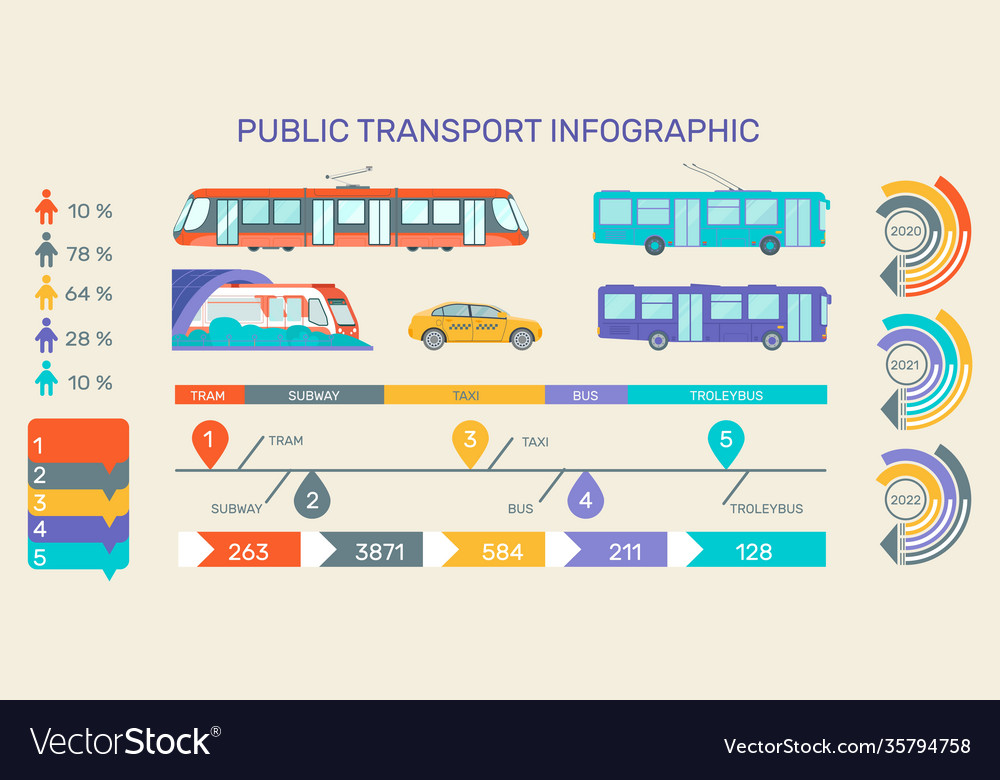 PUBLIC TRANSPORT INFOGRAPHIC
10 %
78 %
64 %
28 %
10 %
1
2
3
4
5
TRAM SUBWAY TAXI BUS TROLEYBUS
1 TRAM 3 TAXI 5
SUBWAY 2 BUS 4 TROLEYBUS
263 3871 584 211 128
2020
2021
2022
VectorStock®
VectorStock.com/35794758